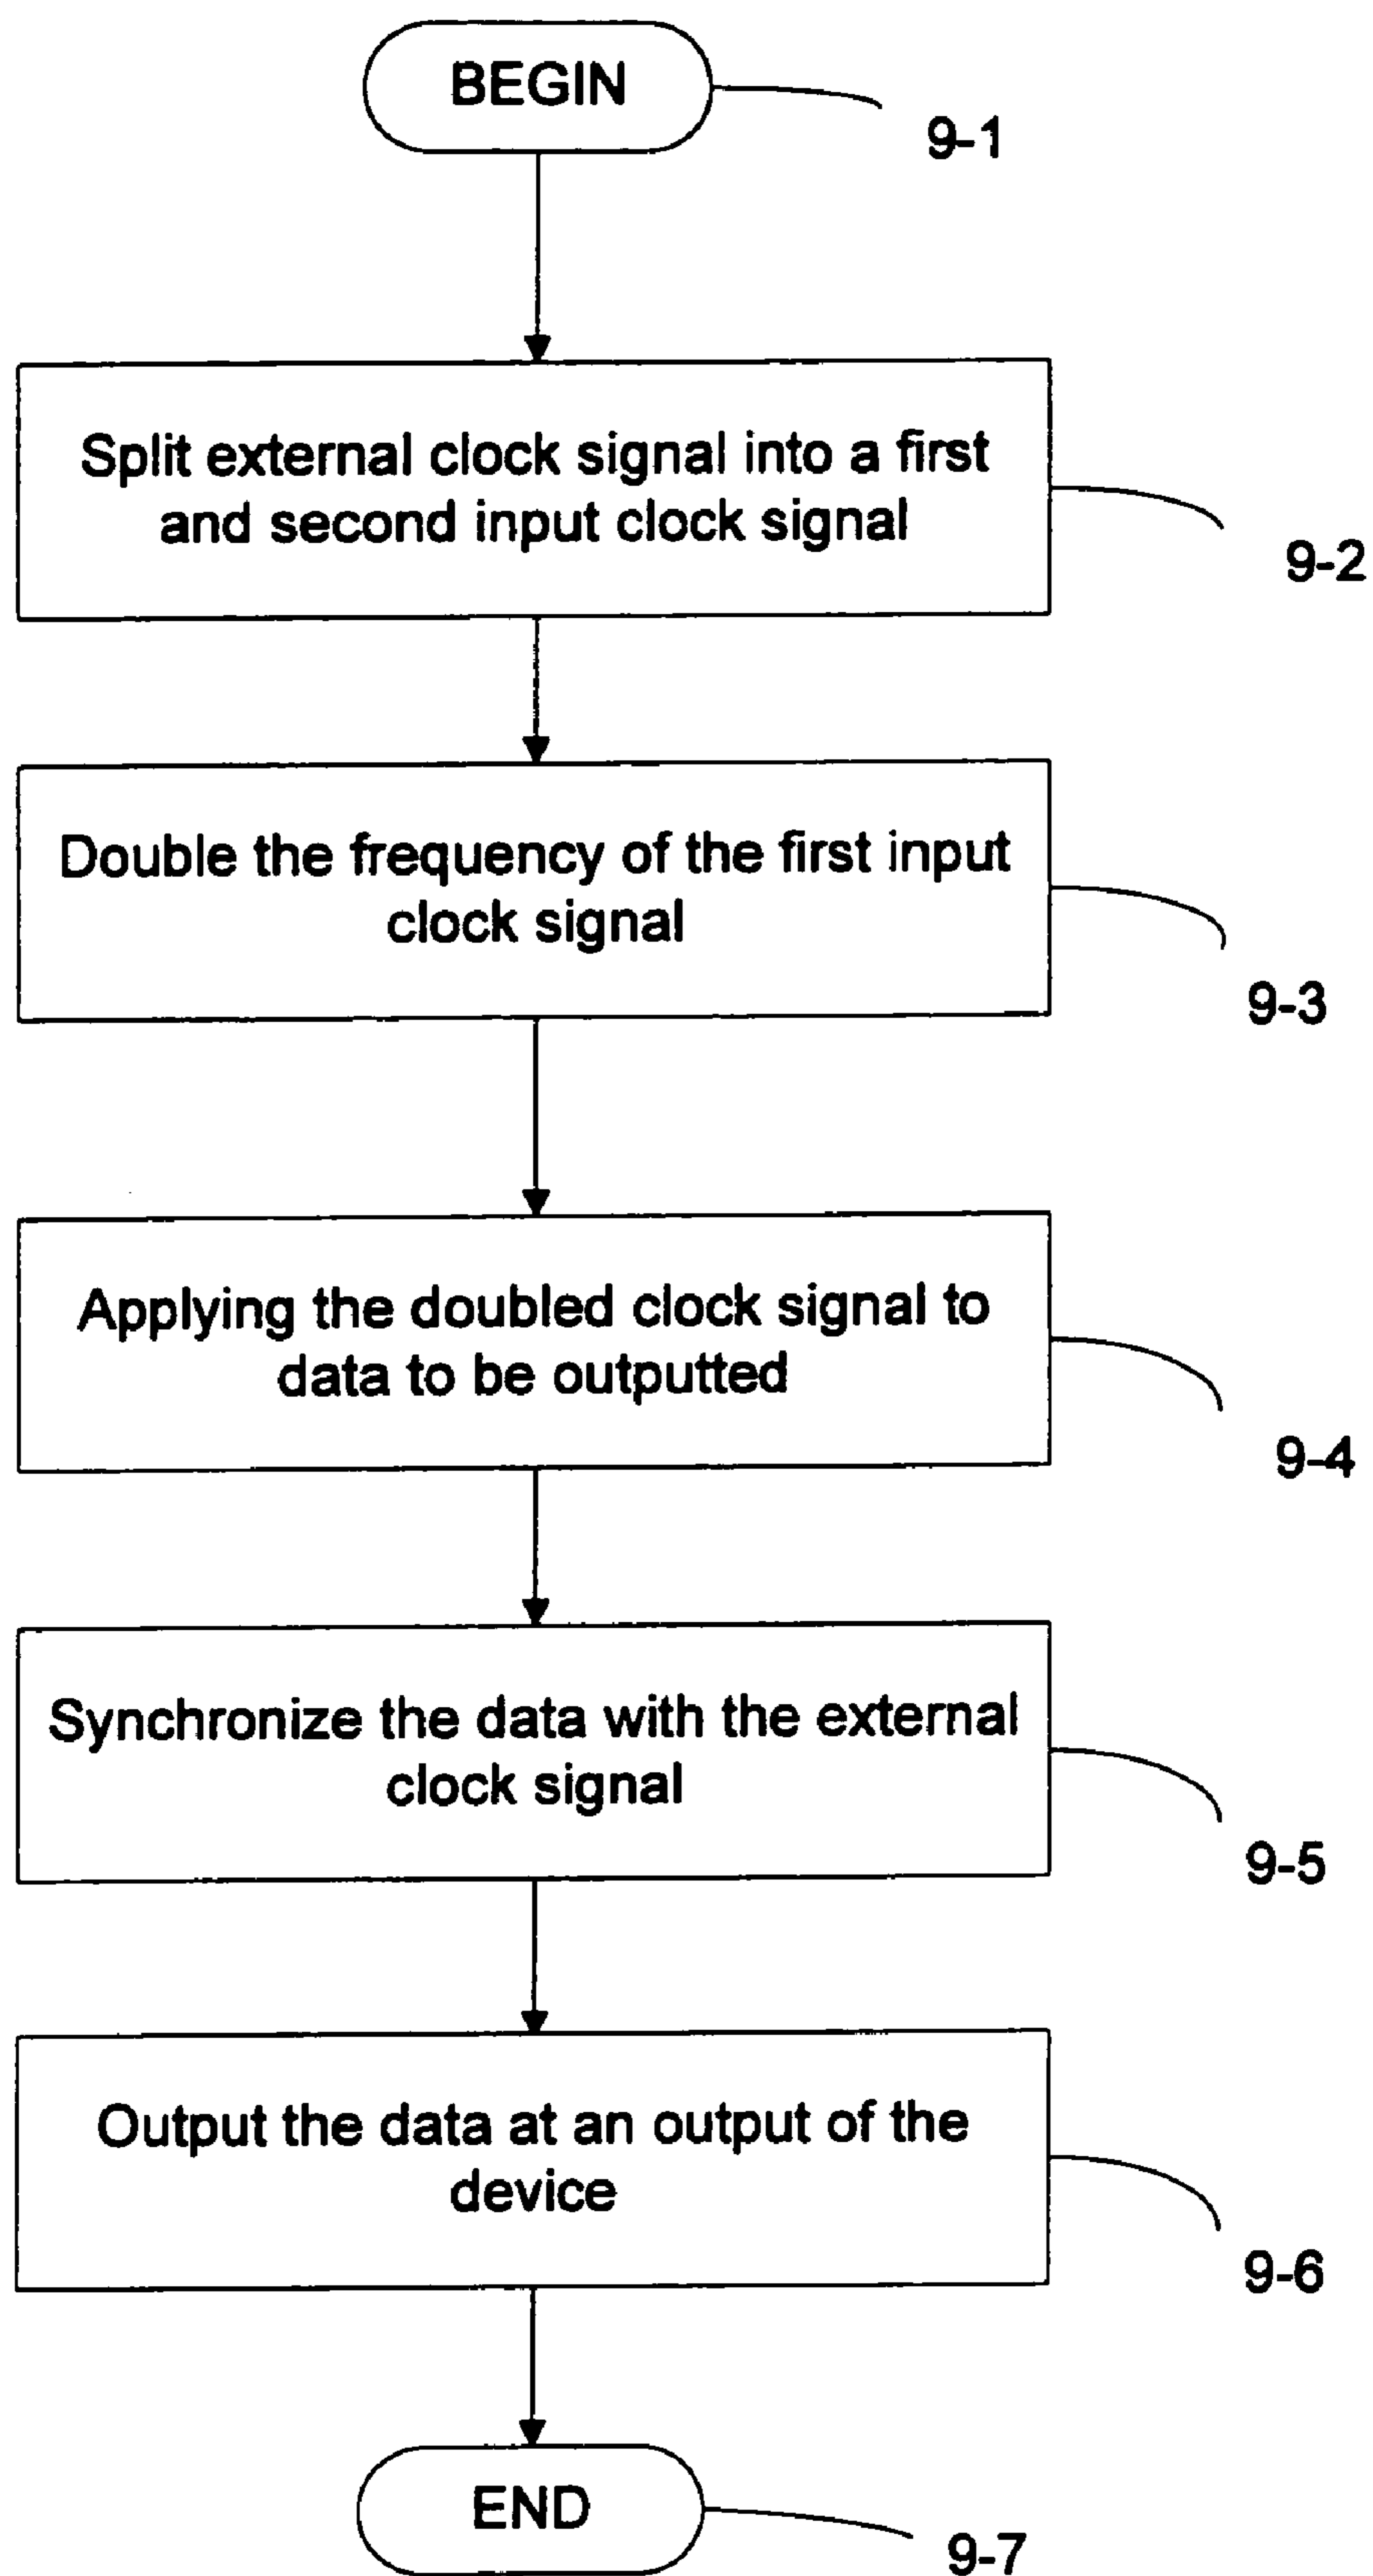 BEGIN
9-1
Split external clock signal into a first
and second input clock signal
9-2
Double the frequency of the first input
clock signal
9-3
Applying the doubled clock signal to
data to be outputted
9-4
Synchronize the data with the external
clock signal
9-5
Output the data at an output of the
device
9-6
END
9-7